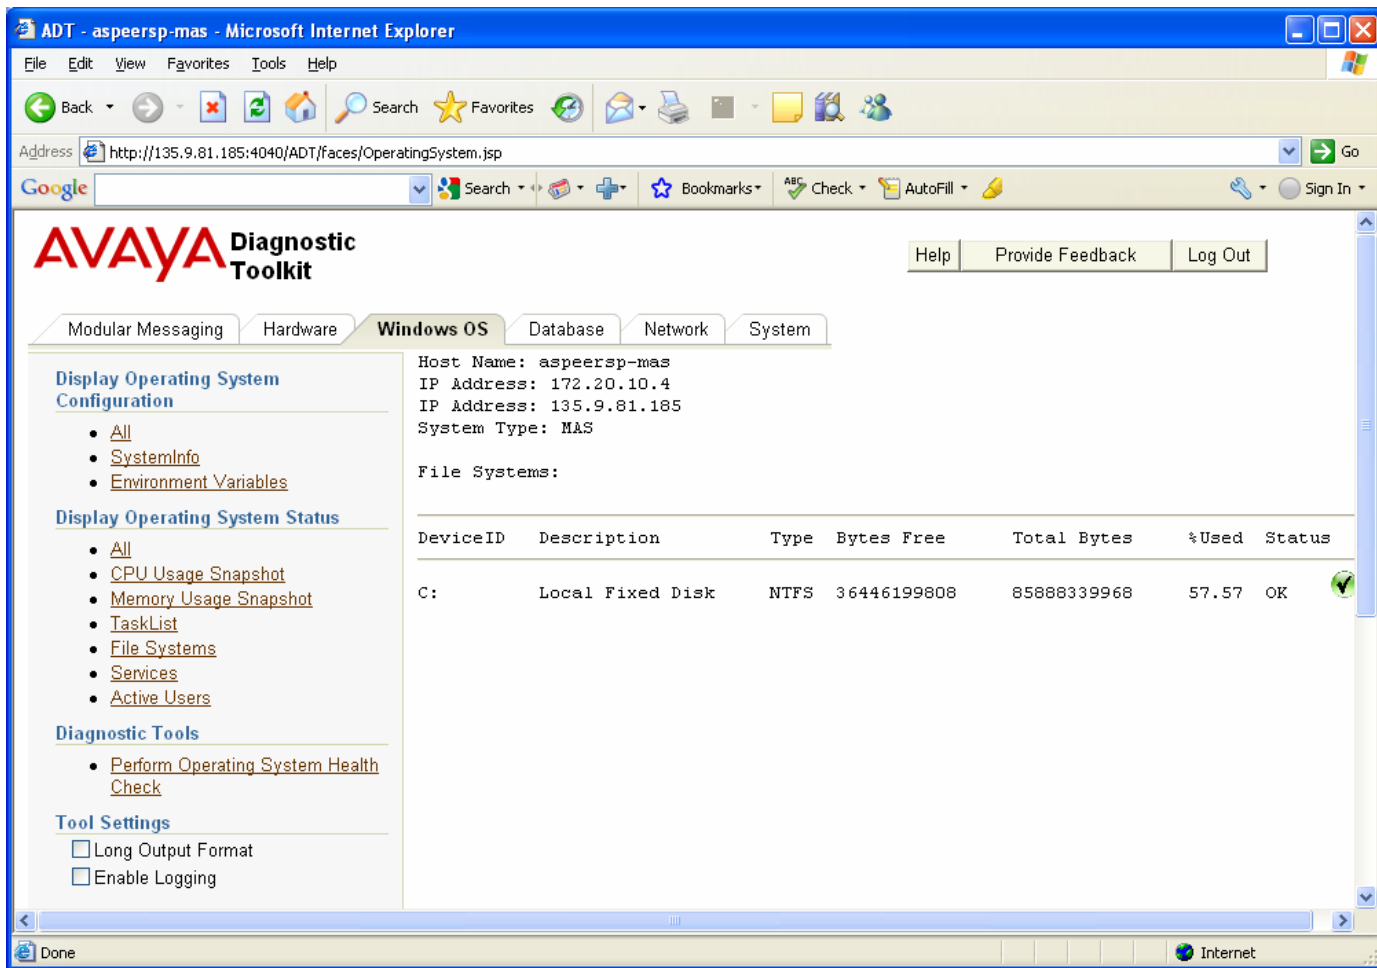 ADT - aspeersp-mas - Microsoft Internet Explorer
File Edit View Favorites Tools Help
Back Search Favorites
Address http://135.9.81.185:4040/ADT/faces/OperatingSystem.jsp Go
Google Search Bookmarks ABC Check AutoFill Sign In
AVAYA Diagnostic Toolkit
Help Provide Feedback Log Out
Modular Messaging Hardware Windows OS Database Network System
Display Operating System
Configuration
All
SystemInfo
Environment Variables
Display Operating System Status
All
CPU Usage Snapshot
Memory Usage Snapshot
TaskList
File Systems
Services
Active Users
Diagnostic Tools
Perform Operating System Health
Check
Tool Settings
Long Output Format
Enable Logging
Host Name: aspeersp-mas
IP Address: 172.20.10.4
IP Address: 135.9.81.185
System Type: MAS
File Systems:
DeviceID Description Type Bytes Free Total Bytes %Used Status
C: Local Fixed Disk NTFS 36446199808 85888339968 57.57 OK
Done Internet